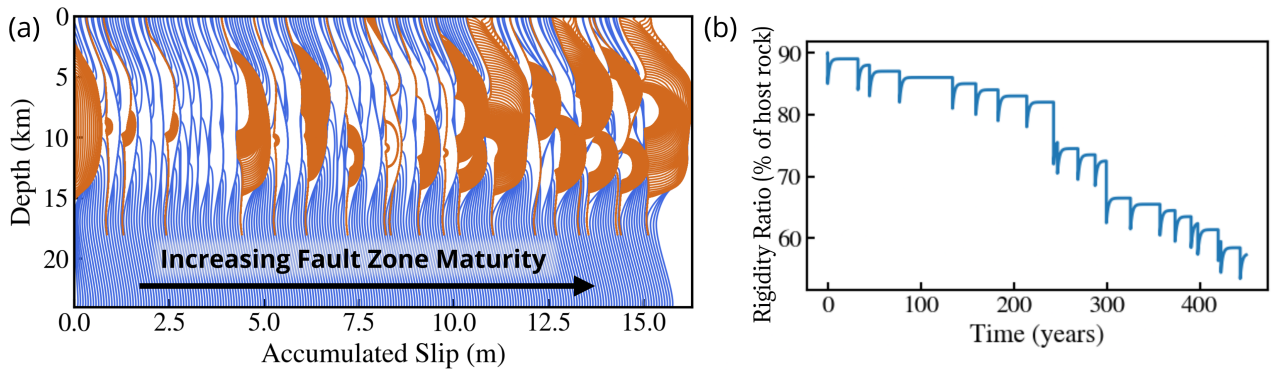 (a)
0
5
10
15
20
Depth (km)
Increasing Fault Zone Maturity
0.0 2.5 5.0 7.5 10.0 12.5 15.0
Accumulated Slip (m)
(b)
90
80
70
60
Rigidity Ratio (% of host rock)
0 100 200 300 400
Time (years)